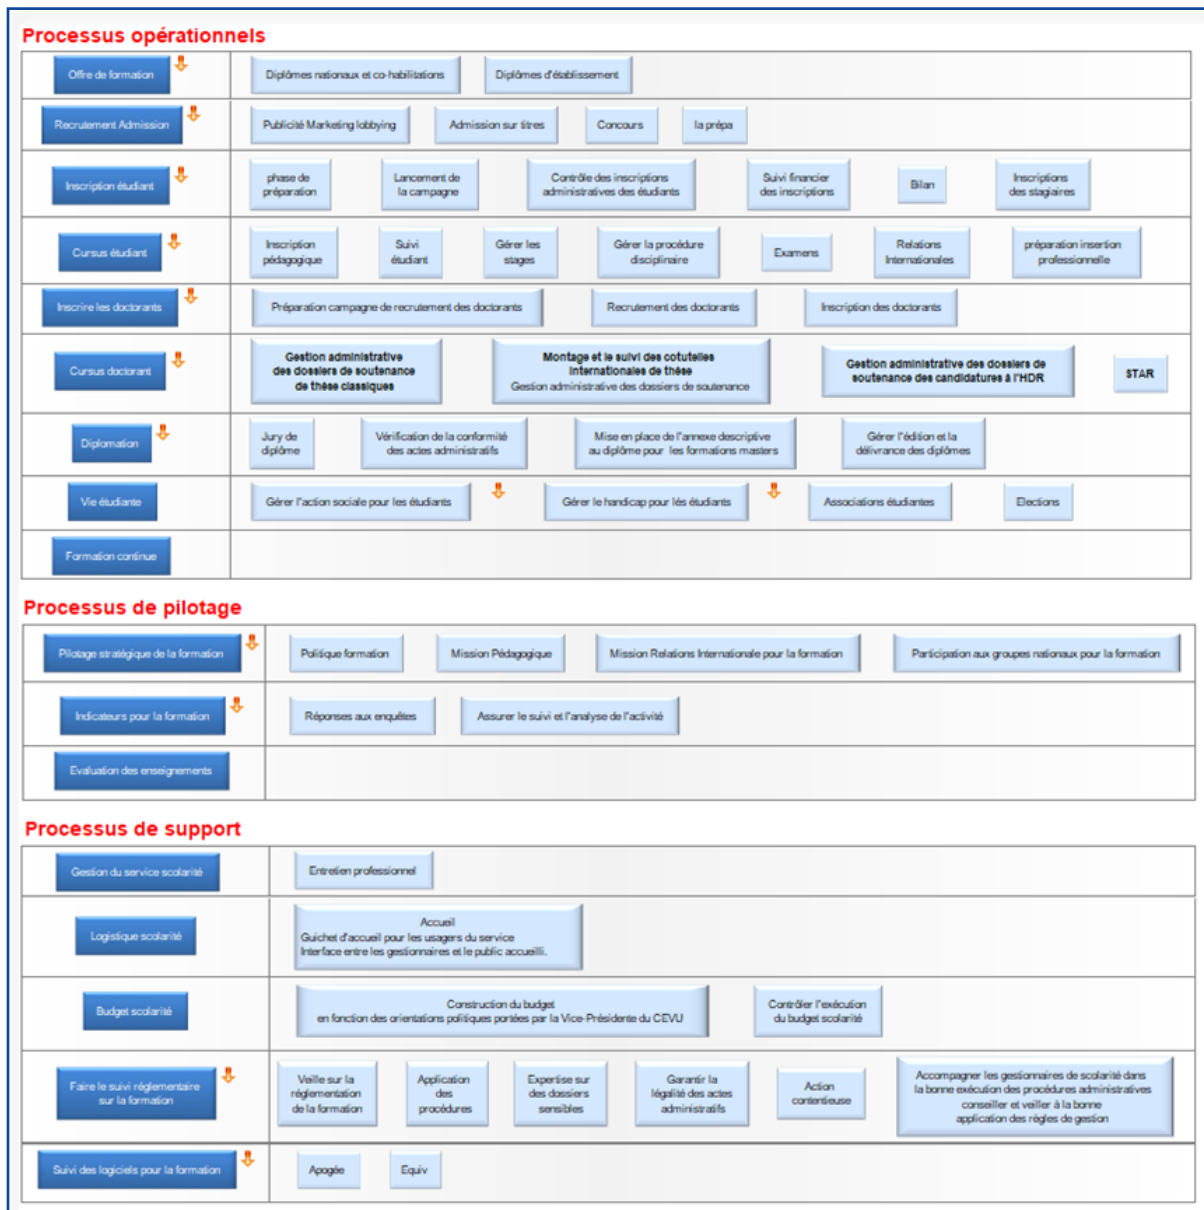 Processus opérationnels
Offre de formation
Diplômes nationaux et co-habilitations
Diplômes d'établissement
Recrutement Admission
Publicité Marketing lobbying
Admission sur titres
Concours
la prépa
Inscription étudiant
phase de
préparation
Lancement de
la campagne
Contrôle des inscriptions
administratives des étudiants
Suivi financier
des inscriptions
Bilan
Inscriptions
des stagiaires
Cursus étudiant
Inscription
pédagogique
Suivi
étudiant
Gérer les
stages
Gérer la procédure
disciplinaire
Examens
Relations
Internationales
préparation insertion
professionnelle
Inscrire les doctorants
Préparation campagne de recrutement des doctorants
Recrutement des doctorants
Inscription des doctorants
Cursus doctorant
Gestion administrative
des dossiers de soutenance
de thèse classiques
Montage et le suivi des cotutelles
internationales de thèse
Gestion administrative des dossiers de soutenance
Gestion administrative des dossiers de
soutenance des candidatures à l'HDR
STAR
Diplomation
Jury de
diplôme
Vérification de la conformité
des actes administratifs
Mise en place de l'annexe descriptive
au diplôme pour les formations masters
Gérer l'édition et la
délivrance des diplômes
Vie étudiante
Gérer l'action sociale pour les étudiants
Gérer le handicap pour lés étudiants
Associations étudiantes
Elections
Formation continue
Processus de pilotage
Pilotage stratégique de la formation
Politique formation
Mission Pédagogique
Mission Relations Internationale pour la formation
Participation aux groupes nationaux pour la formation
Indicateurs pour la formation
Réponses aux enquêtes
Assurer le suivi et l'analyse de l'activité
Evaluation des enseignements
Processus de support
Gestion du service scolarité
Entretien professionnel
Logistique scolarité
Accueil
Guichet d'accueil pour les usagers du service
Interface entre les gestionnaires et le public accueilli.
Budget scolarité
Construction du budget
en fonction des orientations politiques portées par la Vice-Présidente du CEVU
Contrôler l'exécution
du budget scolarité
Faire le suivi réglementaire
sur la formation
Veille sur la
réglementation
de la formation
Application
des
procédures
Expertise sur
des dossiers
sensibles
Garantir la
légalité des actes
administratifs
Action
contentieuse
Accompagner les gestionnaires de scolarité dans
la bonne exécution des procédures administratives
conseiller et veiller à la bonne
application des règles de gestion
Suivi des logiciels pour la formation
Apogée
Equiv